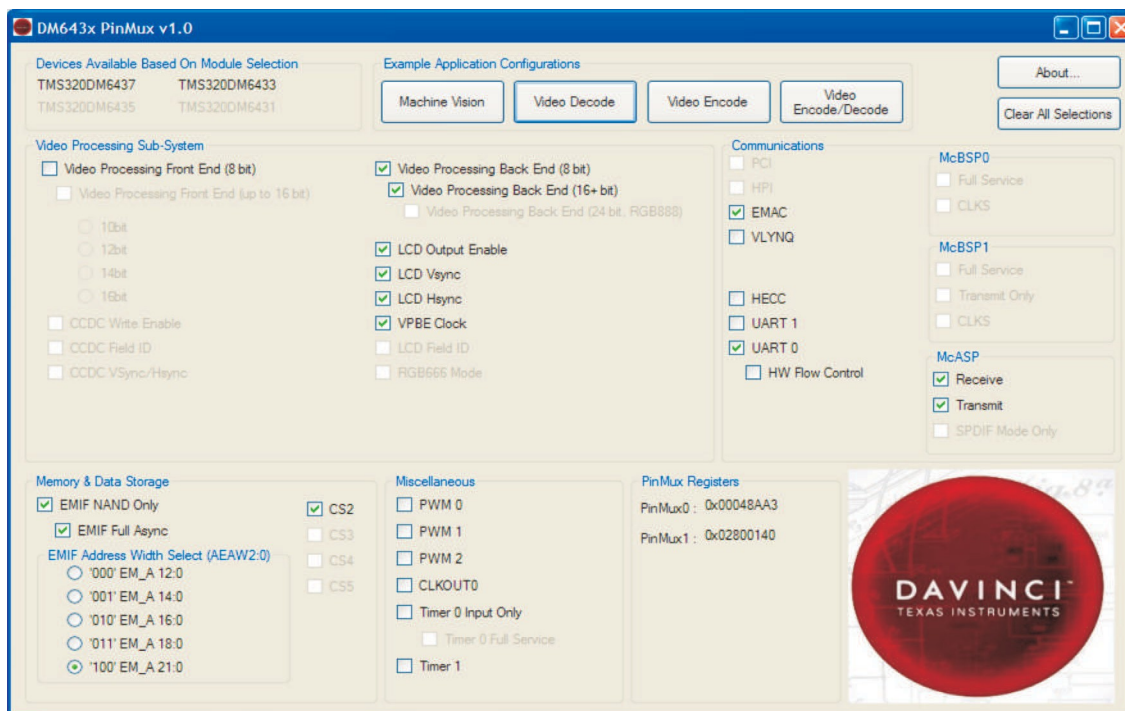 DM643x PinMux v1.0
Devices Available Based On Module Selection
TMS320DM6437 TMS320DM6433
TMS320DM6435 TMS320DM6431
Example Application Configurations
Machine Vision
Video Decode
Video Encode
Video
Encode/Decode
About...
Clear All Selections
Video Processing Sub-System
Video Processing Front End (8 bit)
Video Processing Front End (up to 16 bit)
10bit
12bit
14bit
16bit
CCDC Write Enable
CCDC Field ID
CCDC VSync/Hsync
Video Processing Back End (8 bit)
Video Processing Back End (16+ bit)
Video Processing Back End (24 bit, RGB888)
LCD Output Enable
LCD Vsync
LCD Hsync
VPBE Clock
LCD Field ID
RGB666 Mode
Communications
PCI
HPI
EMAC
VLYNQ
HECC
UART 1
UART 0
HW Flow Control
McBSP0
Full Service
CLKS
McBSP1
Full Service
Transmit Only
CLKS
McASP
Receive
Transmit
SPDIF Mode Only
Memory & Data Storage
EMIF NAND Only
EMIF Full Async
EMIF Address Width Select (AEAW2:0)
'000' EM_A 12:0
'001' EM_A 14:0
'010' EM_A 16:0
'011' EM_A 18:0
'100' EM_A 21:0
CS2
CS3
CS4
CS5
Miscellaneous
PWM 0
PWM 1
PWM 2
CLKOUT0
Timer 0 Input Only
Timer 0 Full Service
Timer 1
PinMux Registers
PinMux0 : 0x00048AA3
PinMux1 : 0x02800140
DAVINCI™
TEXAS INSTRUMENTS